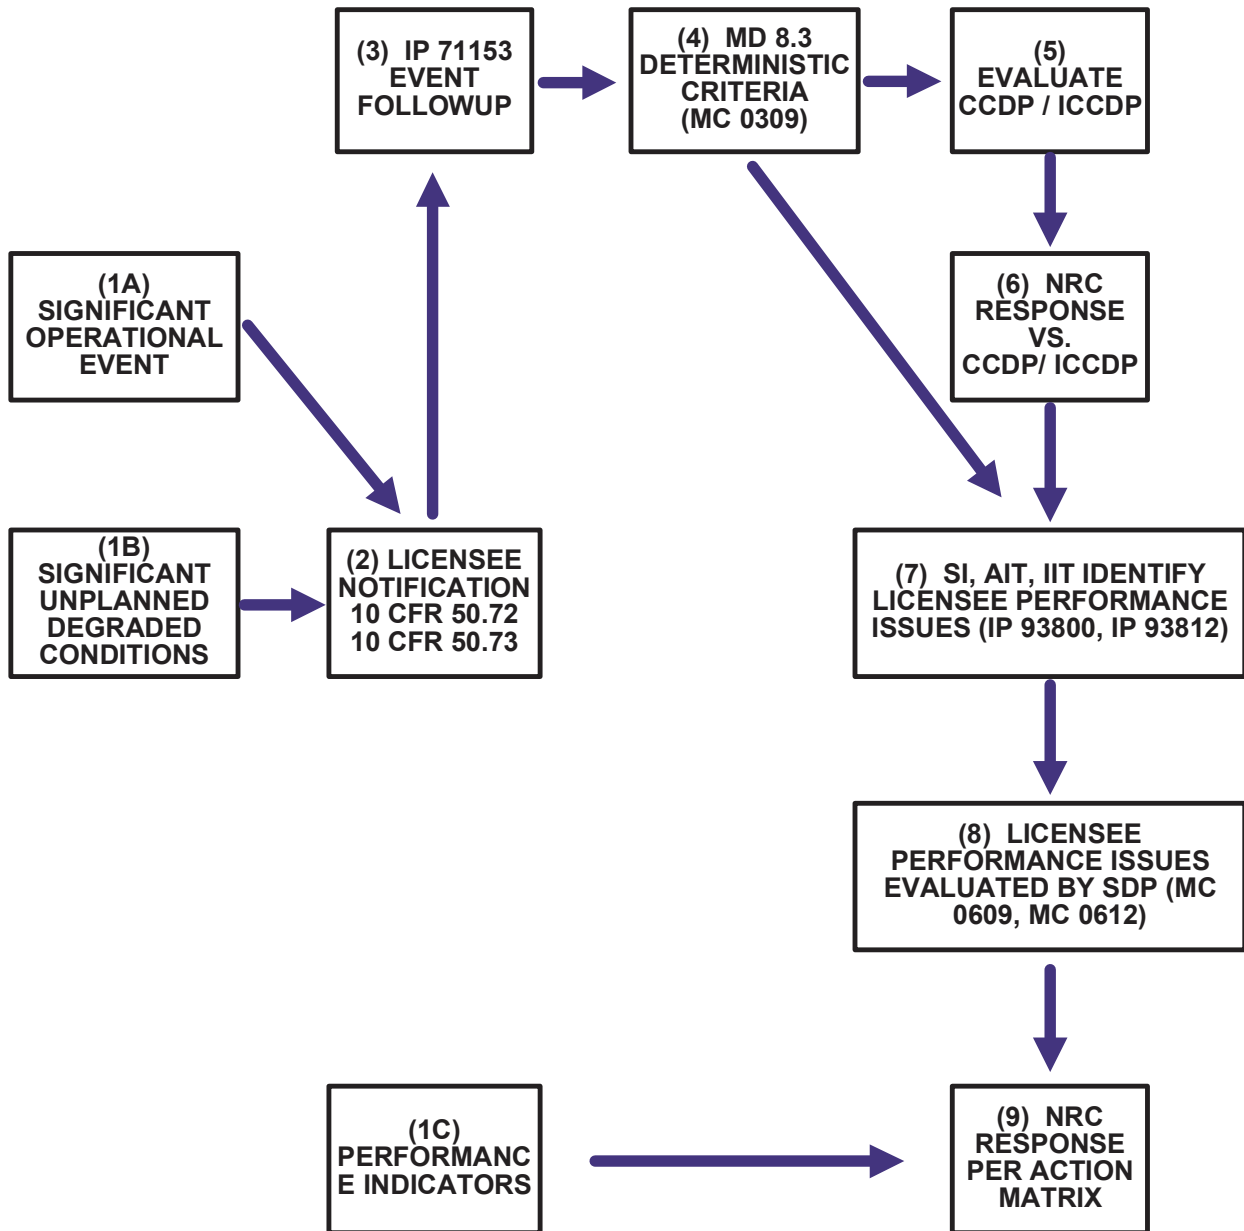 (3) IP 71153
EVENT
FOLLOWUP
(4) MD 8.3
DETERMINISTIC
CRITERIA
(MC 0309)
(5)
EVALUATE
CCDP / ICCDP
(1A)
SIGNIFICANT
OPERATIONAL
EVENT
(6) NRC
RESPONSE
VS.
CCDP/ ICCDP
(1B)
SIGNIFICANT
UNPLANNED
DEGRADED
CONDITIONS
(2) LICENSEE
NOTIFICATION
10 CFR 50.72
10 CFR 50.73
(7) SI, AIT, IIT IDENTIFY
LICENSEE PERFORMANCE
ISSUES (IP 93800, IP 93812)
(8) LICENSEE
PERFORMANCE ISSUES
EVALUATED BY SDP (MC
0609, MC 0612)
(1C)
PERFORMANC
E INDICATORS
(9) NRC
RESPONSE
PER ACTION
MATRIX